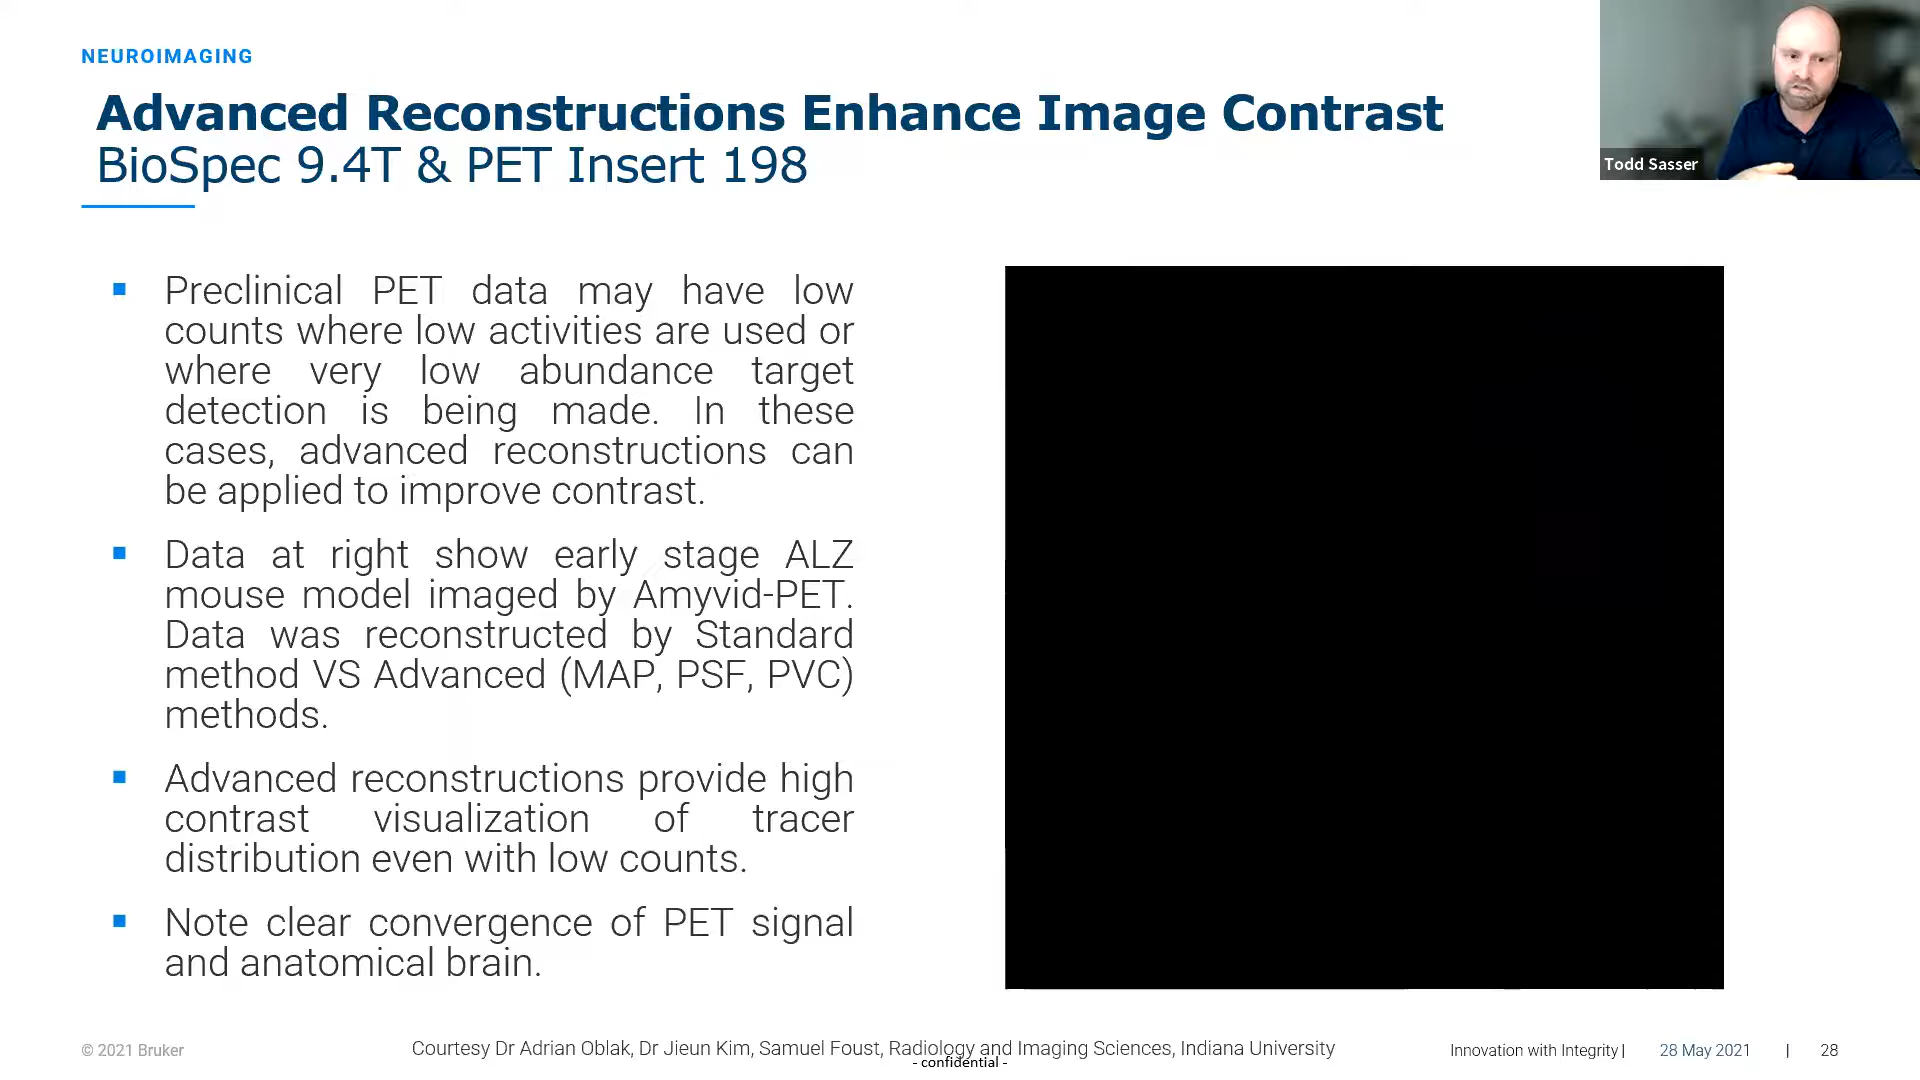 NEUROIMAGING
Advanced Reconstructions Enhance Image Contrast
BioSpec 9.4T & PET Insert 198
Todd Sasser
▪ Preclinical PET data may have low
counts where low activities are used or
where very low abundance target
detection is being made. In these
cases, advanced reconstructions can
be applied to improve contrast.
▪ Data at right show early stage ALZ
mouse model imaged by Amyvid-PET.
Data was reconstructed by Standard
method VS Advanced (MAP, PSF, PVC)
methods.
▪ Advanced reconstructions provide high
contrast visualization of tracer
distribution even with low counts.
▪ Note clear convergence of PET signal
and anatomical brain.
© 2021 Bruker
Courtesy Dr Adrian Oblak, Dr Jieun Kim, Samuel Foust, Radiology and Imaging Sciences, Indiana University
- confidential -
Innovation with Integrity | 28 May 2021 | 28